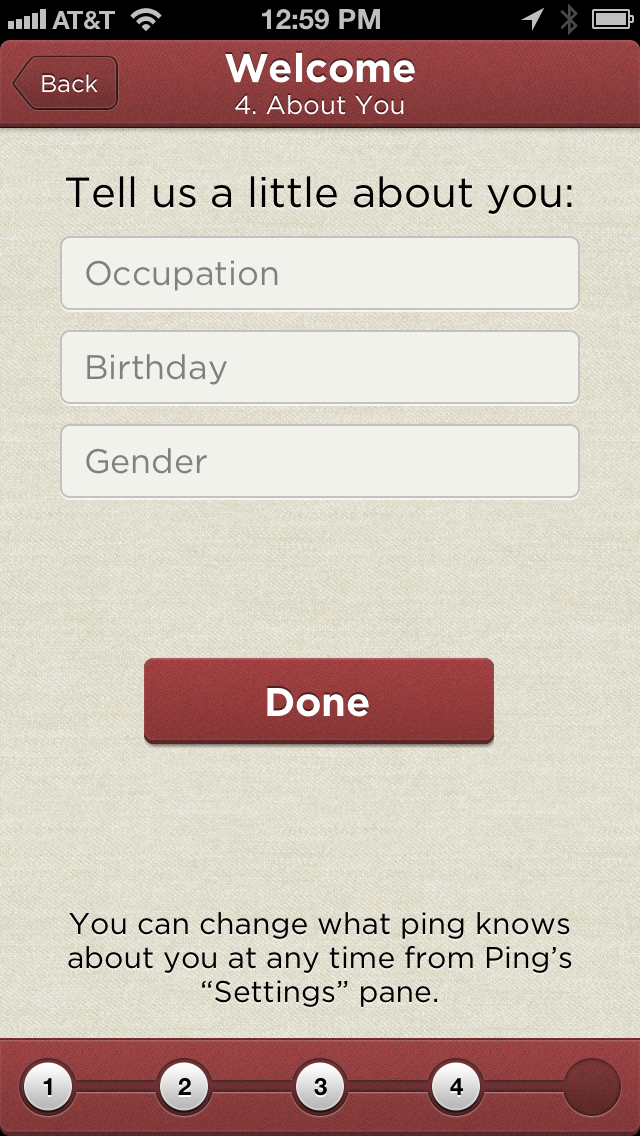 AT&T 12:59 PM
Back
Welcome
4. About You
Tell us a little about you:
Occupation
Birthday
Gender
Done
You can change what ping knows
about you at any time from Ping’s
“Settings” pane.
1 2 3 4